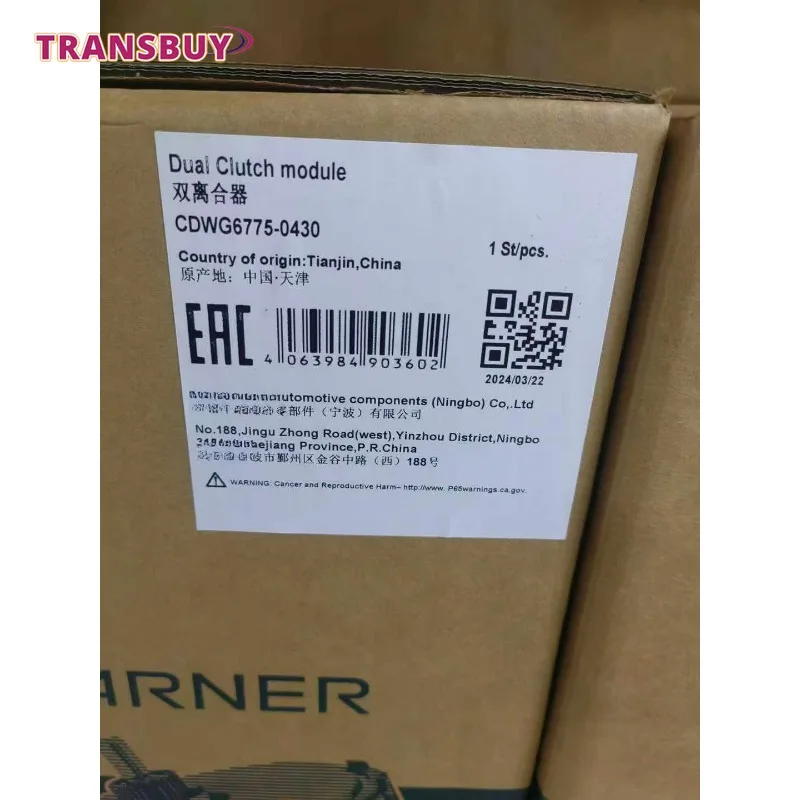 TRANSBUY
Dual Clutch module
双离合器
CDWG6775-0430
1 St/pcs.
Country of origin:Tianjin,China
原产地：中国·天津
EAC
4 063984 903602
2024/03/22
automotive components (Ningbo) Co,.Ltd
零部件（宁波）有限公司
No.188,Jingu Zhong Road(west),Yinzhou District,Ningbo
Province,P.R.China
市鄞州区金谷中路（西）188号
WARNING: Cancer and Reproductive Harm– http://www. P65warnings.ca.gov.
ARNER